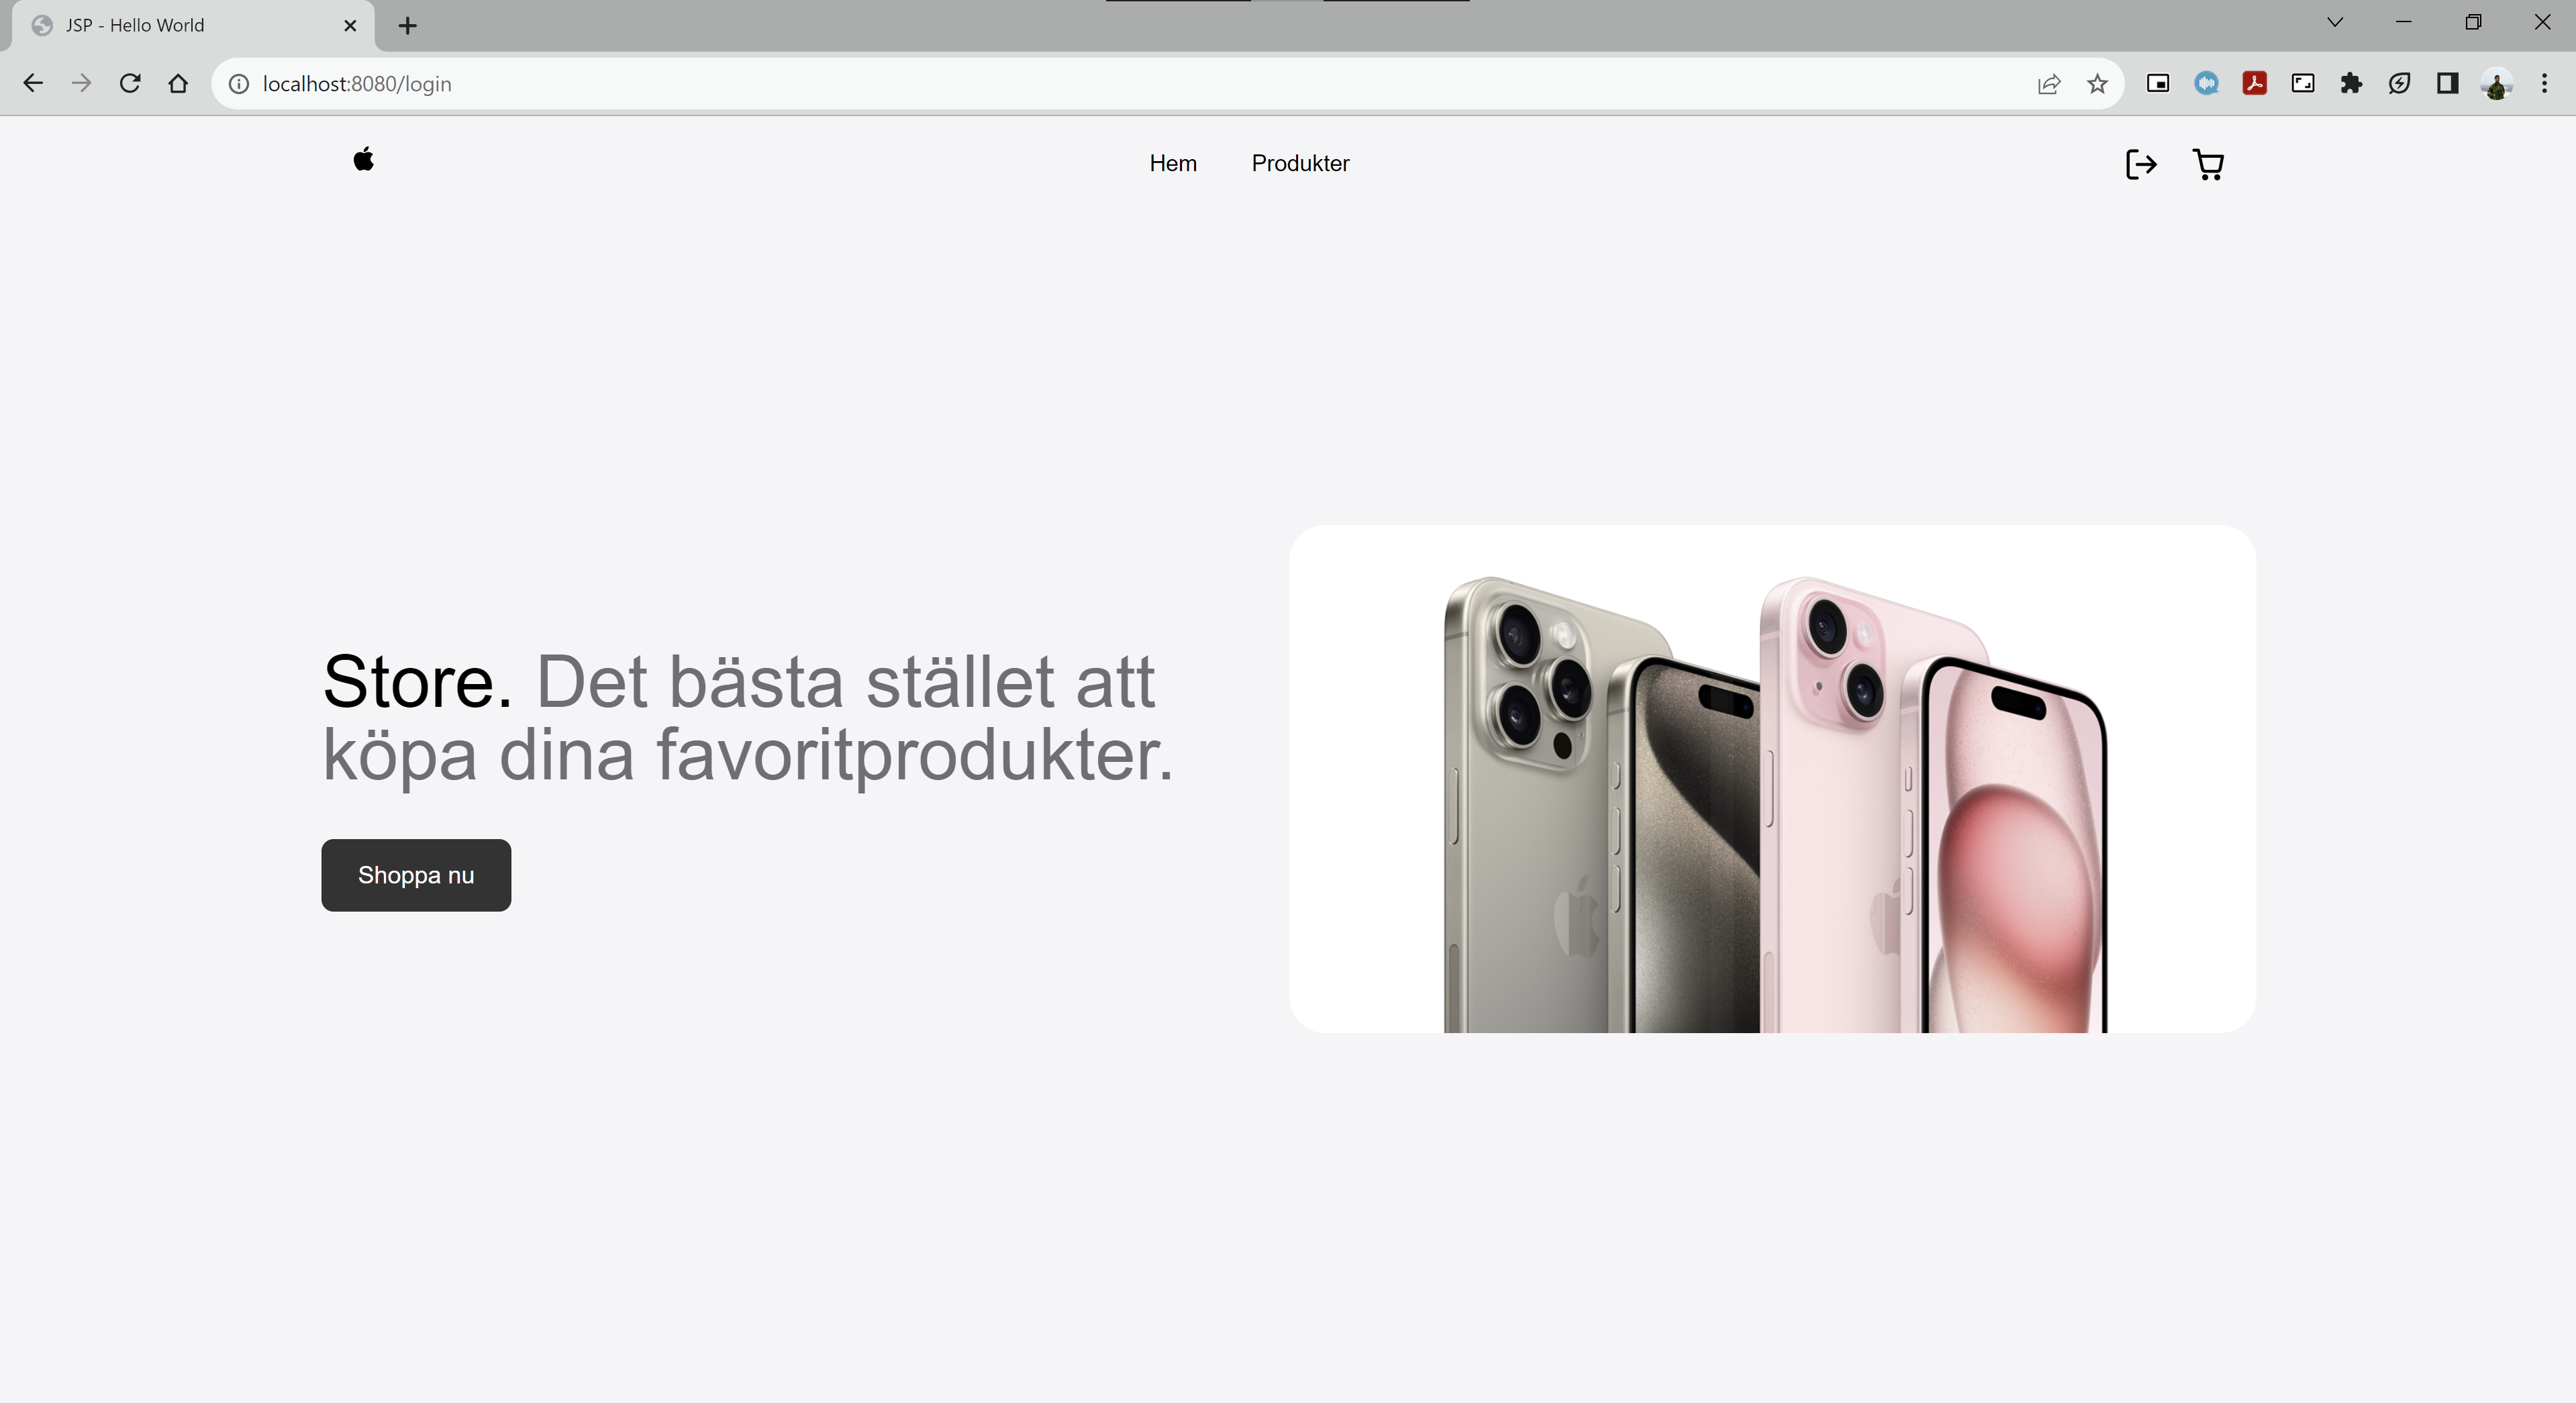 JSP - Hello World
localhost:8080/login
Hem Produkter
Store. Det bästa stället att
köpa dina favoritprodukter.
Shoppa nu